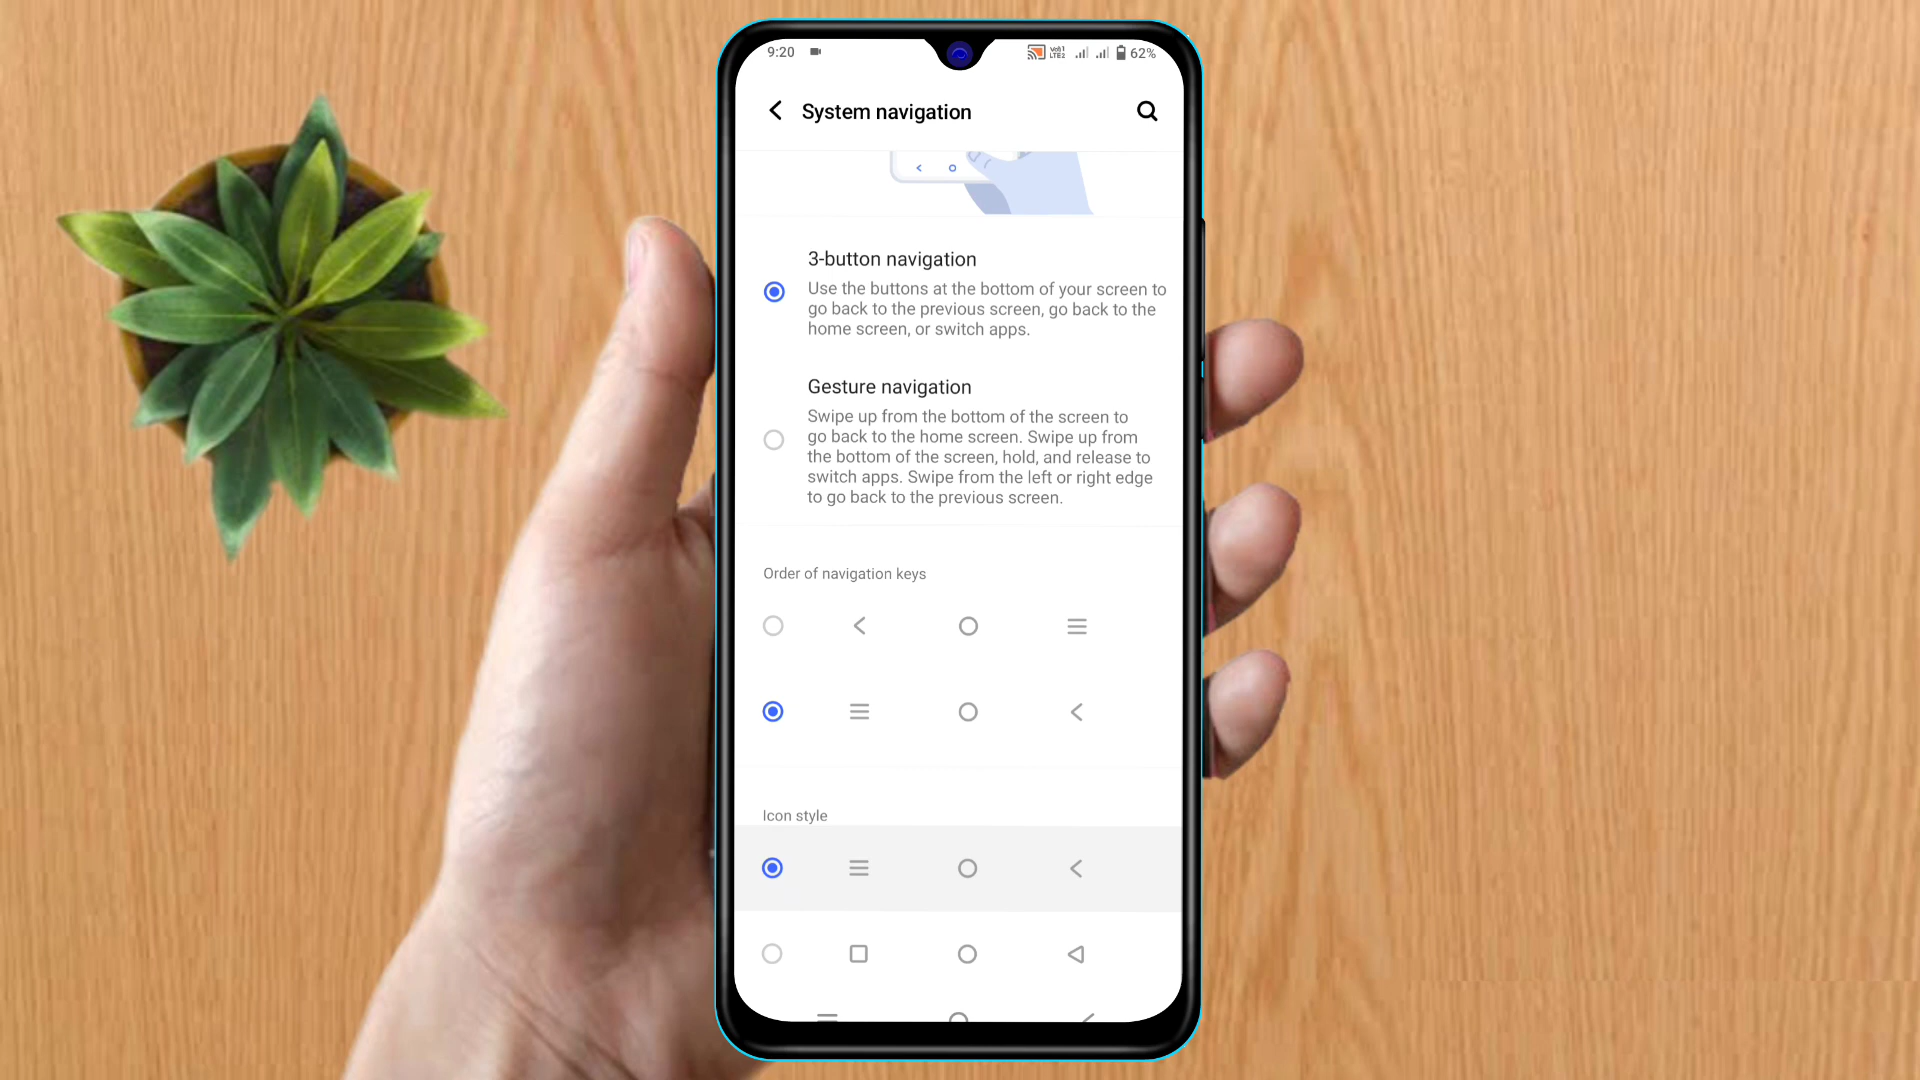 9:20
Vo1
LTE2
62%
System navigation
3-button navigation
Use the buttons at the bottom of your screen to
go back to the previous screen, go back to the
home screen, or switch apps.
Gesture navigation
Swipe up from the bottom of the screen to
go back to the home screen. Swipe up from
the bottom of the screen, hold, and release to
switch apps. Swipe from the left or right edge
to go back to the previous screen.
Order of navigation keys
Icon style